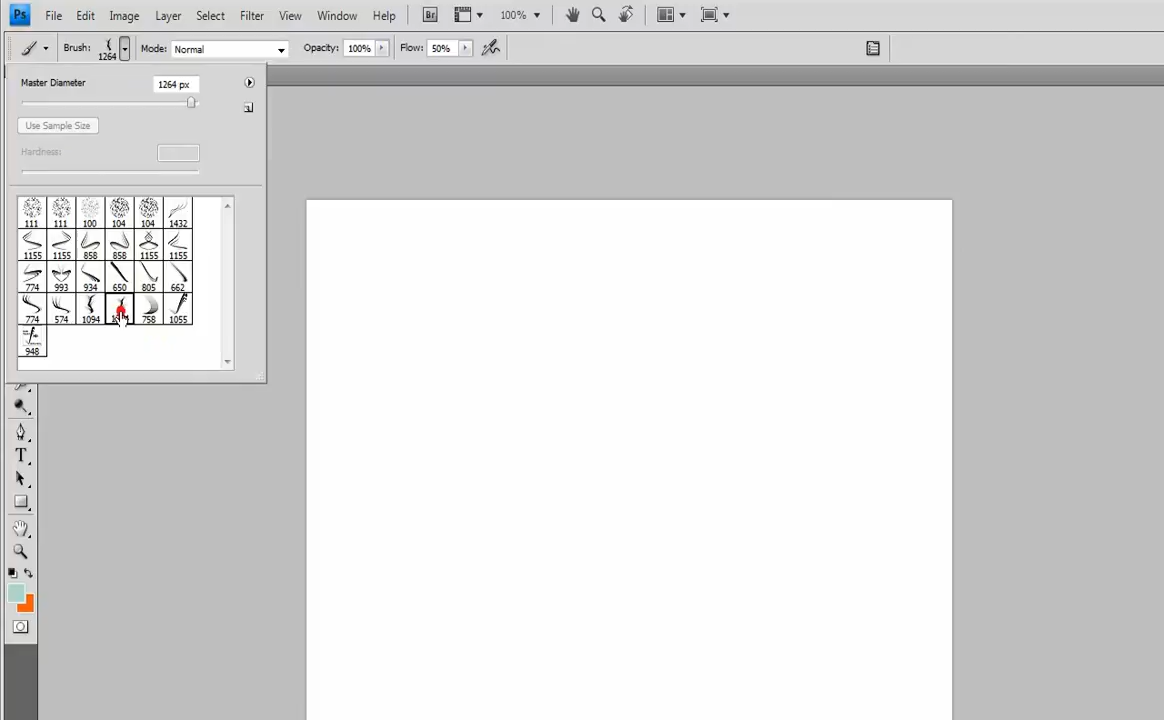 Ps File Edit Image Layer Select Filter View Window Help Br 100%
Brush: 1264 Mode: Normal Opacity: 100% Flow: 50%
Master Diameter 1264 px
Use Sample Size
Hardness:
111 111 100 104 104 1432
1155 1155 858 858 1155 1155
774 993 934 650 805 662
774 574 1094 758 1055
948
T